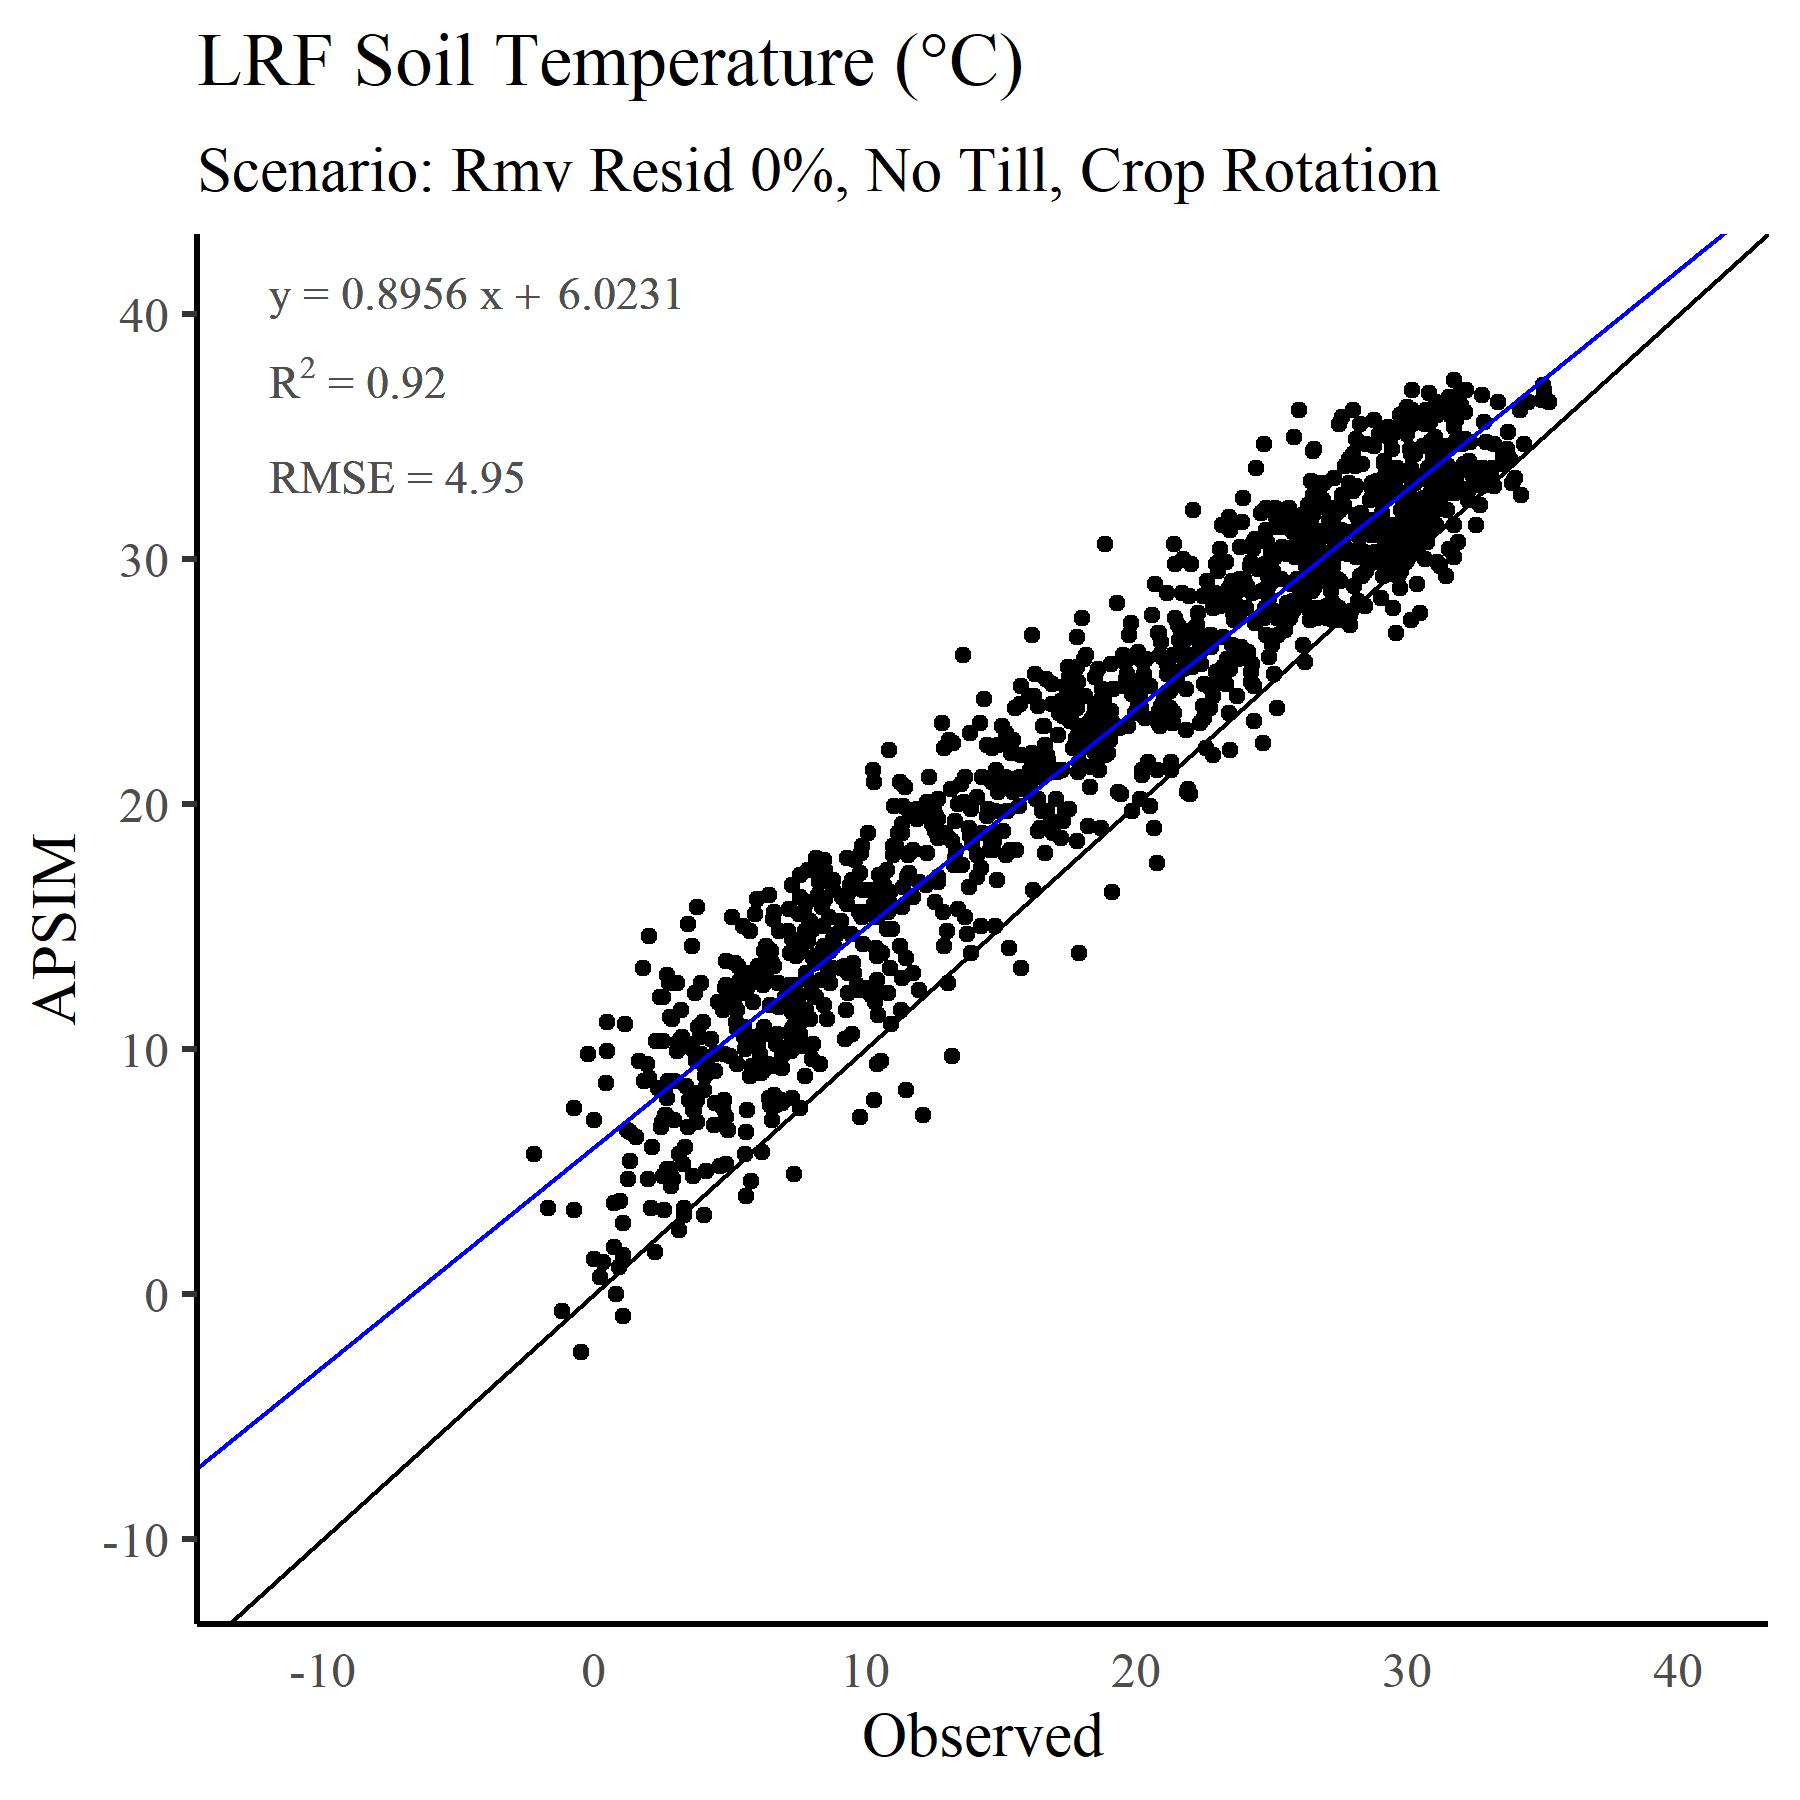 LRF Soil Temperature (°C)
Scenario: Rmv Resid 0%, No Till, Crop Rotation
y = 0.8956 x + 6.0231
R² = 0.92
RMSE = 4.95
40
30
20
10
0
-10
APSIM
-10 0 10 20 30 40
Observed